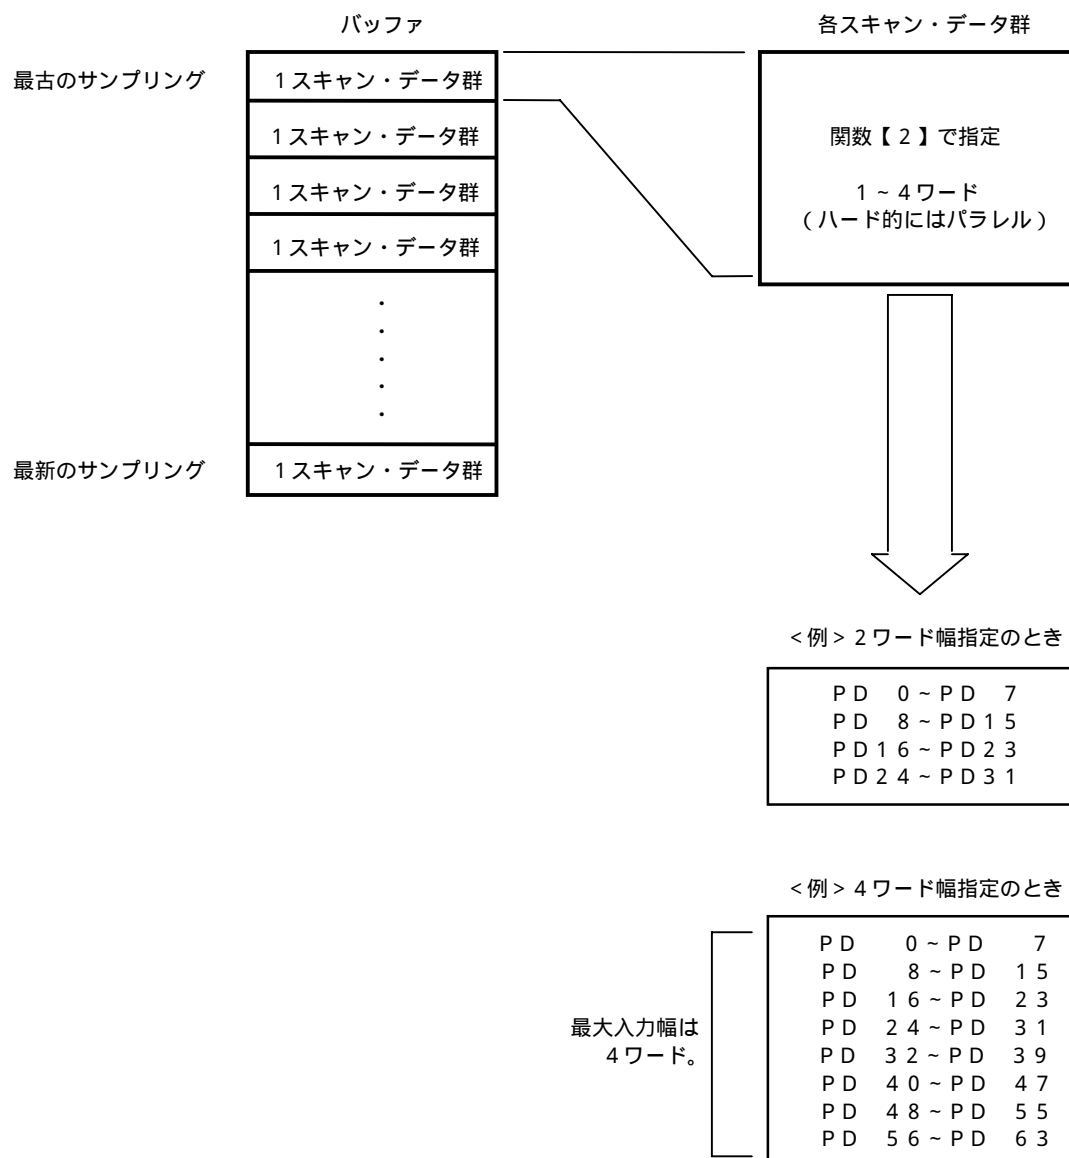 バッファ
各スキャン・データ群
最古のサンプリング
1スキャン・データ群
1スキャン・データ群
1スキャン・データ群
1スキャン・データ群
・
・
・
・
・
最新のサンプリング
1スキャン・データ群
関数【2】で指定
1~4ワード
(ハード的にはパラレル)
<例>2ワード幅指定のとき
PD 0~PD 7
PD 8~PD15
PD16~PD23
PD24~PD31
<例>4ワード幅指定のとき
最大入力幅は
4ワード。
PD 0~PD 7
PD 8~PD 15
PD 16~PD 23
PD 24~PD 31
PD 32~PD 39
PD 40~PD 47
PD 48~PD 55
PD 56~PD 63